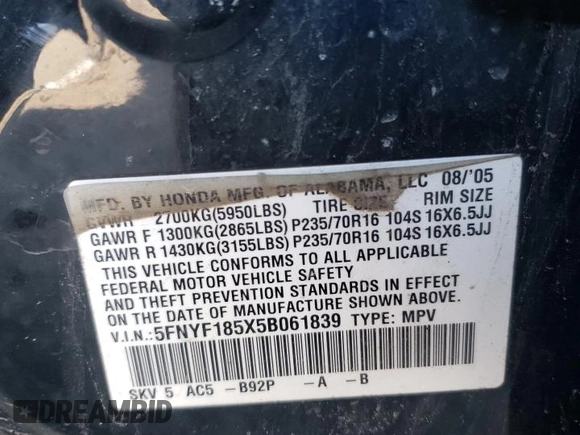 MFD. BY HONDA MFG. OF ALABAMA, LLC 08/'05
GVWR 2700KG(5950LBS) TIRE SIZE RIM SIZE
GAWR F 1300KG(2865LBS) P235/70R16 104S 16X6.5JJ
GAWR R 1430KG(3155LBS) P235/70R16 104S 16X6.5JJ
THIS VEHICLE CONFORMS TO ALL APPLICABLE
FEDERAL MOTOR VEHICLE SAFETY
AND THEFT PREVENTION STANDARDS IN EFFECT
ON THE DATE OF MANUFACTURE SHOWN ABOVE.
V.I.N.:5FNYF185X5B061839 TYPE: MPV
SKV 5 AC5 -B92P -A -B
DREAMBID